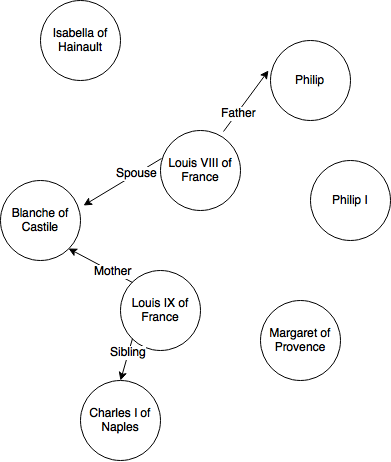 Isabella of
Hainault
Philip
Father
Louis VIII of
France
Spouse
Philip I
Blanche of
Castile
Mother
Louis IX of
France
Margaret of
Provence
Sibling
Charles I of
Naples